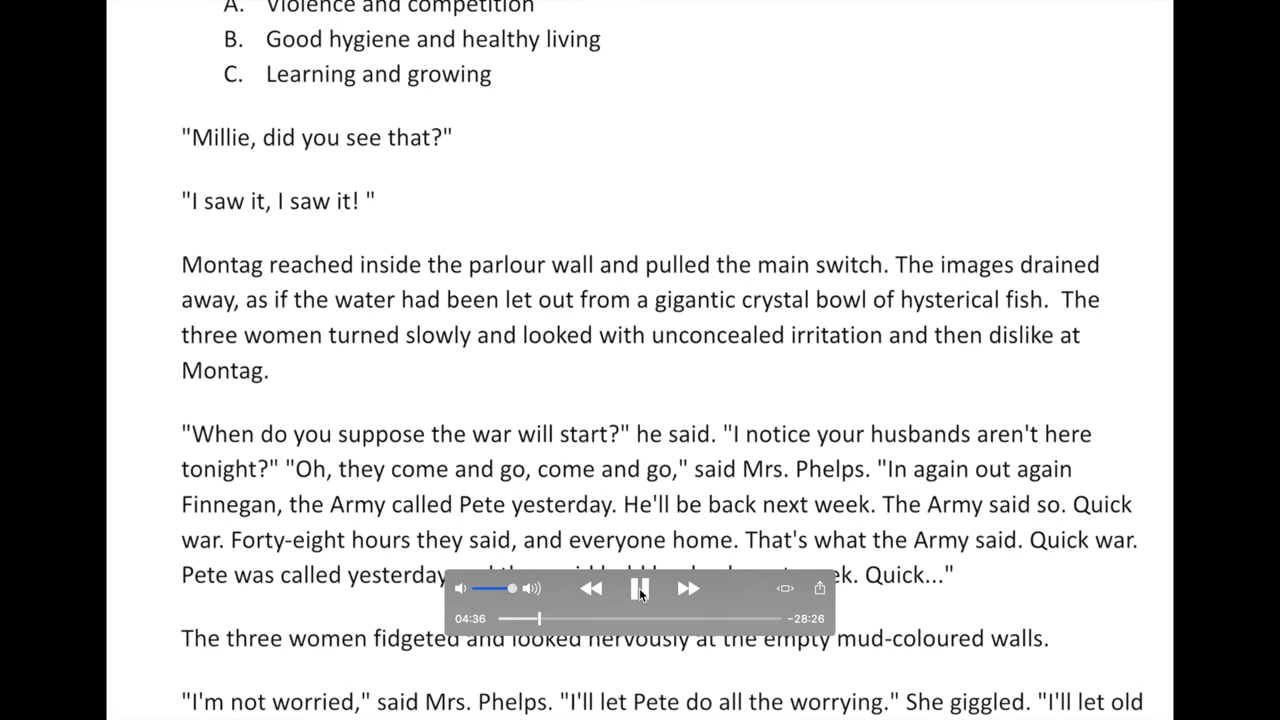 A. Violence and competition
B. Good hygiene and healthy living
C. Learning and growing
"Millie, did you see that?"
"I saw it, I saw it! "
Montag reached inside the parlour wall and pulled the main switch. The images drained
away, as if the water had been let out from a gigantic crystal bowl of hysterical fish.  The
three women turned slowly and looked with unconcealed irritation and then dislike at
Montag.
"When do you suppose the war will start?" he said. "I notice your husbands aren't here
tonight?" "Oh, they come and go, come and go," said Mrs. Phelps. "In again out again
Finnegan, the Army called Pete yesterday. He'll be back next week. The Army said so. Quick
war. Forty-eight hours they said, and everyone home. That's what the Army said. Quick war.
Pete was called yesterday Quick..."
04:36 −28:26
The three women fidgeted and looked nervously at the empty mud-coloured walls.
"I'm not worried," said Mrs. Phelps. "I'll let Pete do all the worrying." She giggled. "I'll let old